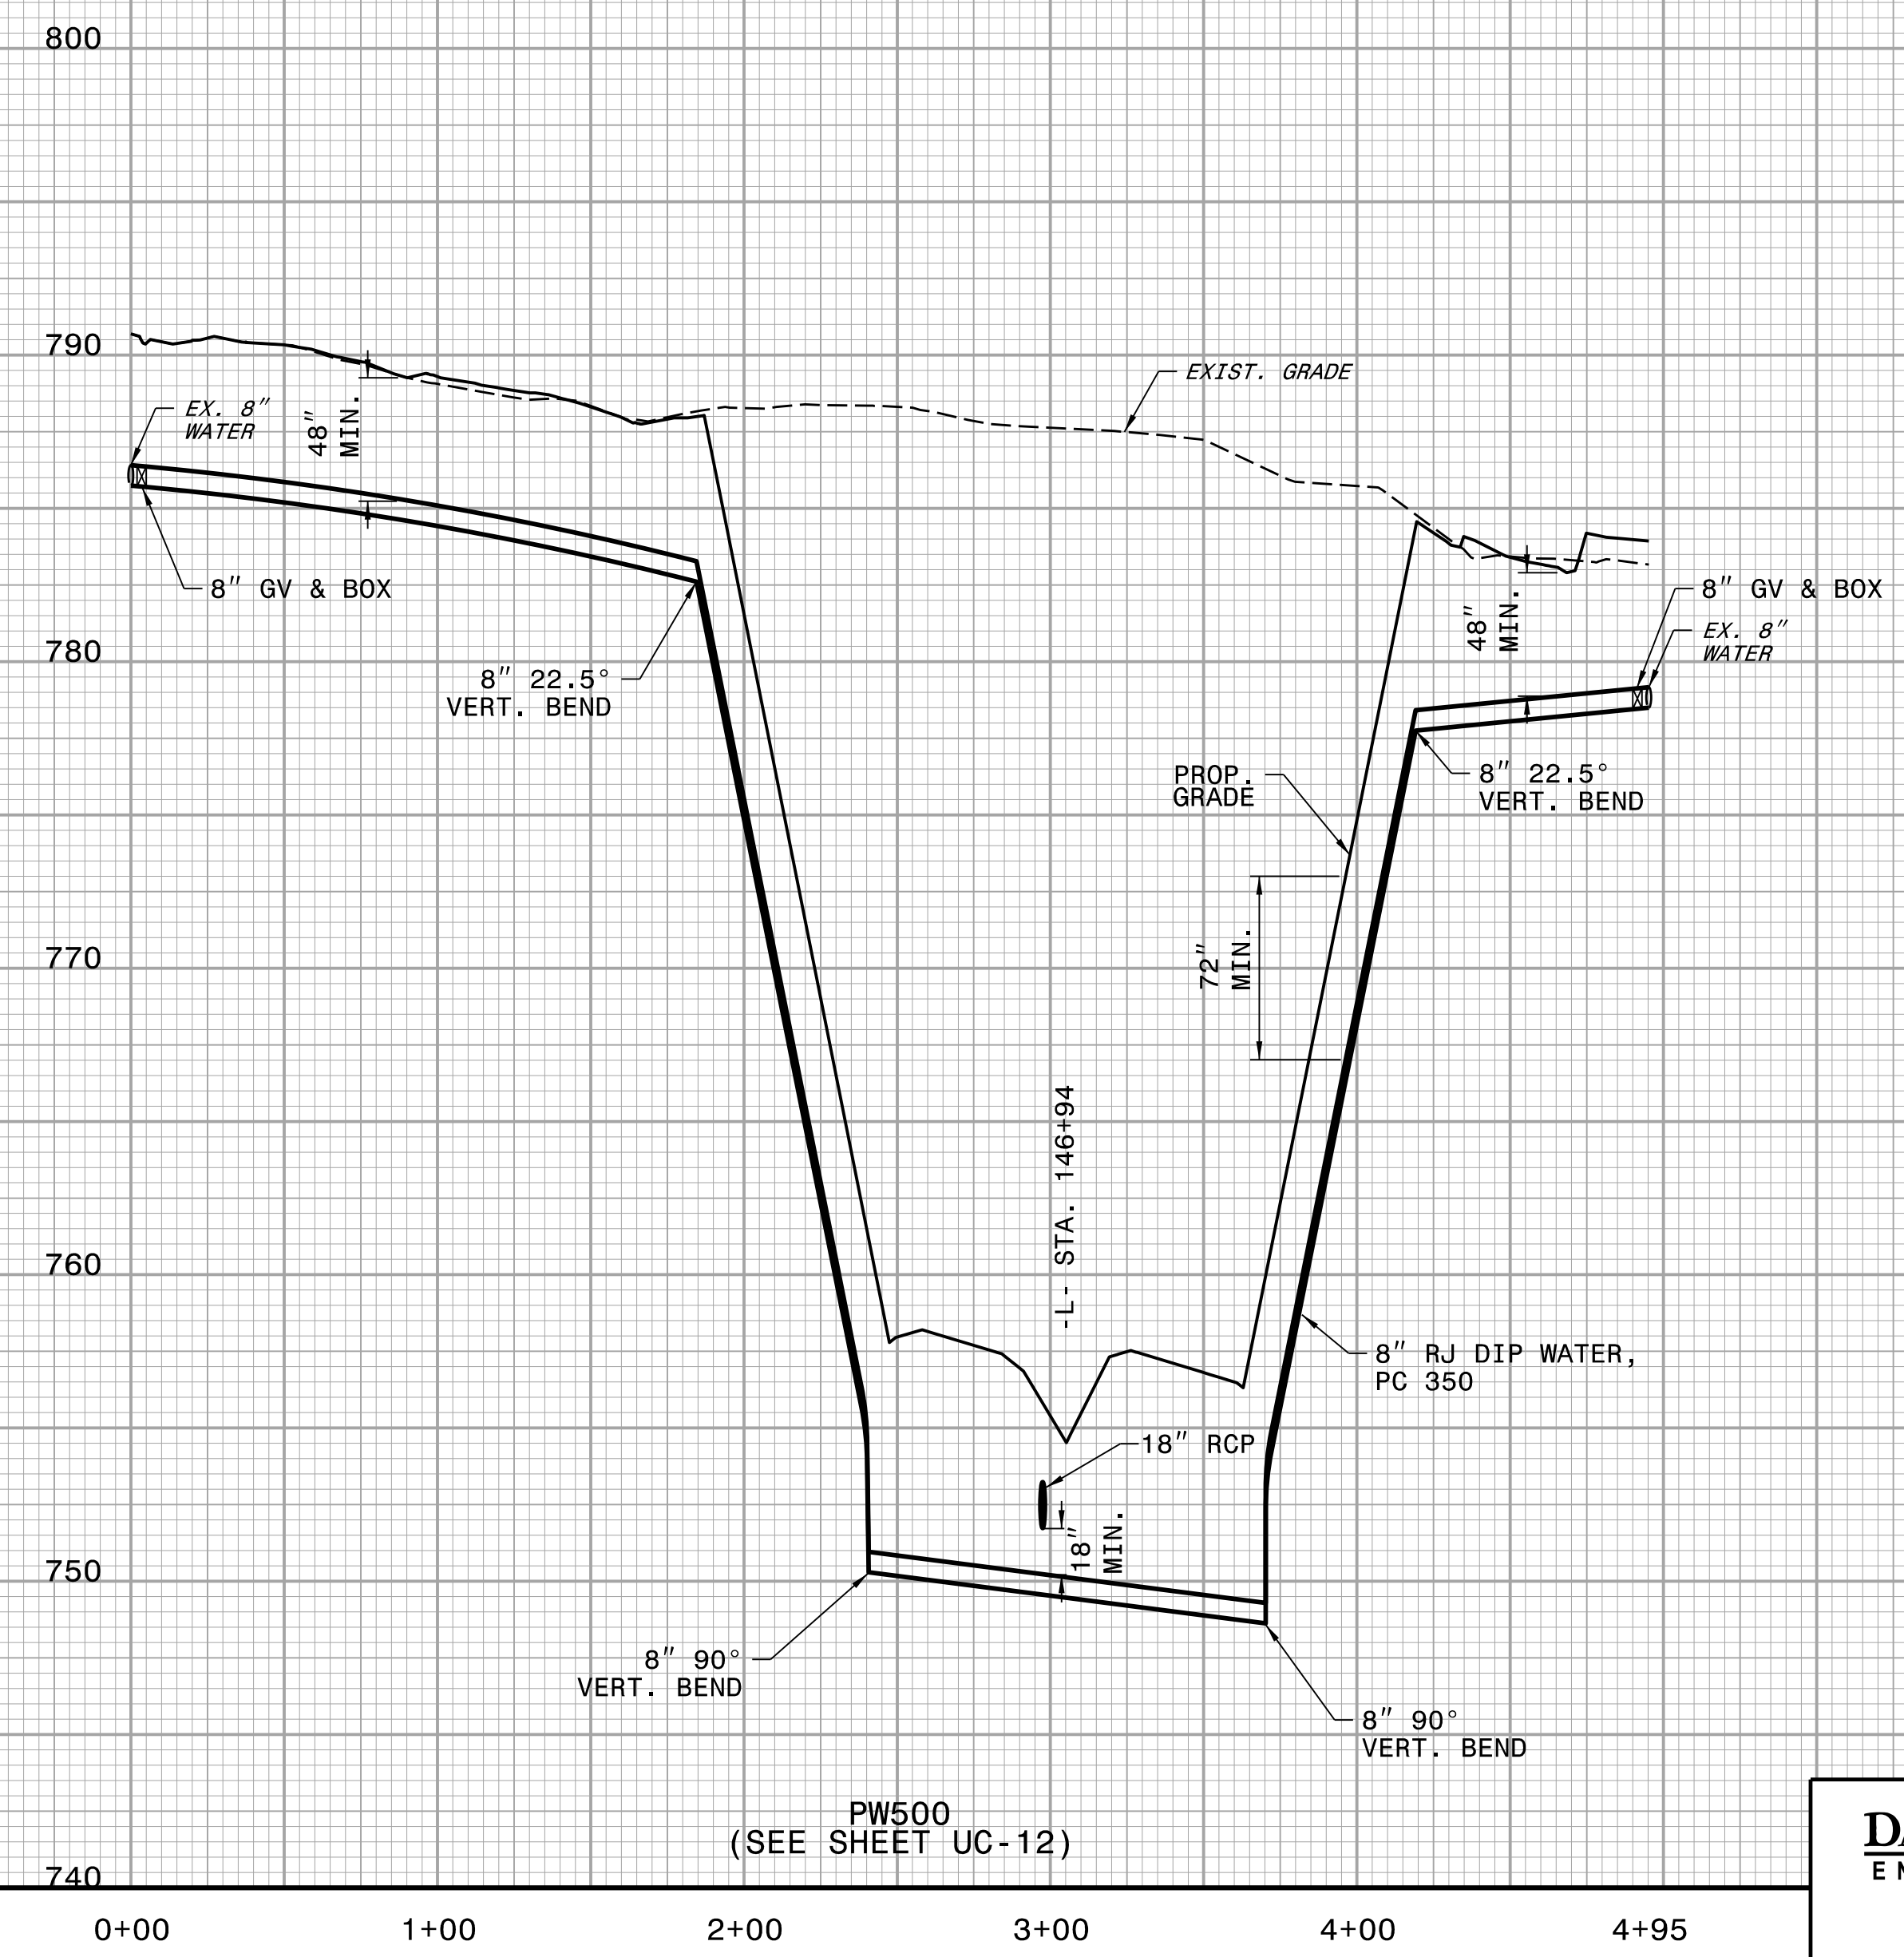 800
790
EXIST. GRADE
EX. 8"
WATER
48"
MIN.
8" GV & BOX
8" GV & BOX
EX. 8"
WATER
48"
MIN.
780
8" 22.5°
VERT. BEND
PROP.
GRADE
8" 22.5°
VERT. BEND
72"
MIN.
770
-L- STA. 146+94
760
8" RJ DIP WATER,
PC 350
18" RCP
18"
MIN.
750
8" 90°
VERT. BEND
8" 90°
VERT. BEND
PW500
(SEE SHEET UC-12)
740
0+00 1+00 2+00 3+00 4+00 4+95